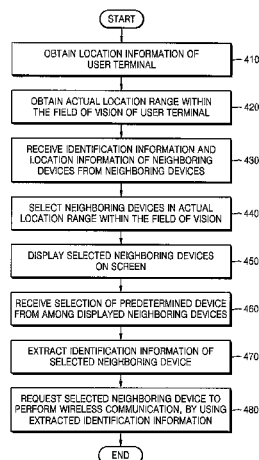 START
OBTAIN LOCATION INFORMATION OF
USER TERMINAL
410
OBTAIN ACTUAL LOCATION RANGE WITHIN
THE FIELD OF VISION OF USER TERMINAL
420
RECEIVE IDENTIFICATION INFORMATION AND
LOCATION INFORMATION OF NEIGHBORING
DEVICES FROM NEIGHBORING DEVICES
430
SELECT NEIGHBORING DEVICES IN ACTUAL
LOCATION RANGE WITHIN THE FIELD OF VISION
440
DISPLAY SELECTED NEIGHBORING DEVICES
ON SCREEN
450
RECEIVE SELECTION OF PREDETERMINED DEVICE
FROM AMONG DISPLAYED NEIGHBORING DEVICES
460
EXTRACT IDENTIFICATION INFORMATION OF
SELECTED NEIGHBORING DEVICE
470
REQUEST SELECTED NEIGHBORING DEVICE TO
PERFORM WIRELESS COMMUNICATION, BY USING
EXTRACTED IDENTIFICATION INFORMATION
480
END